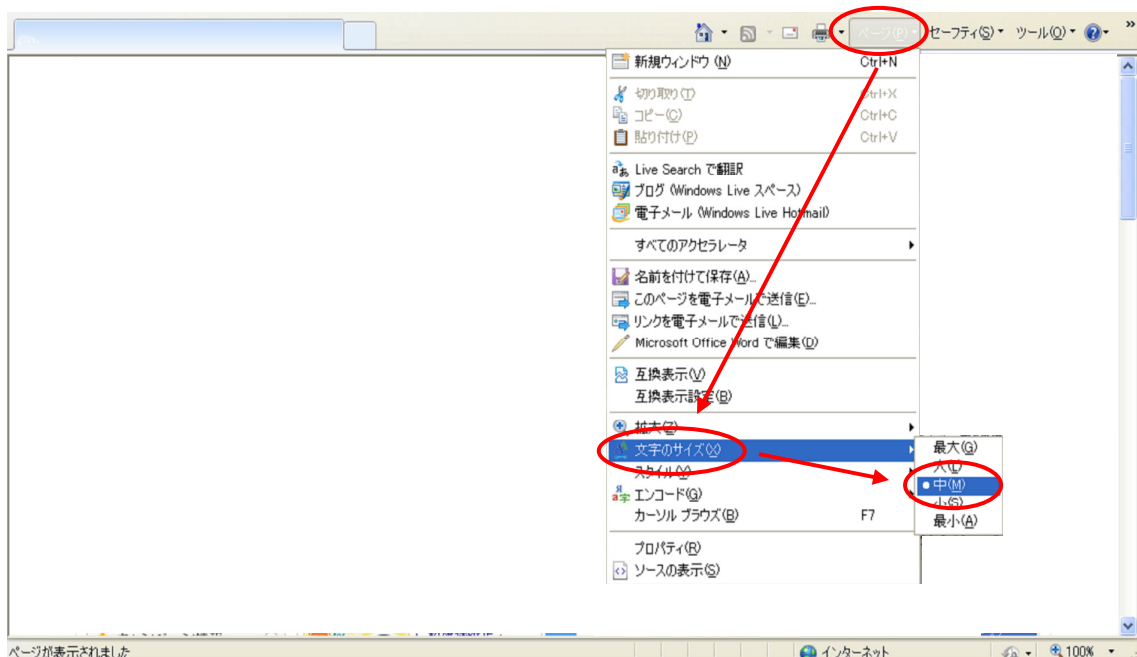 ページ(P) セーフティ(S) ツール(O) »
新規ウィンドウ (N) Ctrl+N
切り取り(T) Ctrl+X
コピー(C) Ctrl+C
貼り付け(P) Ctrl+V
Live Search で翻訳
ブログ (Windows Live スペース)
電子メール (Windows Live Hotmail)
すべてのアクセラレータ
名前を付けて保存(A)...
このページを電子メールで送信(E)...
リンクを電子メールで送信(L)...
Microsoft Office Word で編集(D)
互換表示(V)
互換表示設定(B)
拡大(Z)
文字のサイズ(X)
スタイル(Y)
エンコード(G)
カーソル ブラウズ(B) F7
プロパティ(R)
ソースの表示(S)
最大(G)
大(L)
中(M)
小(S)
最小(A)
ページが表示されました インターネット 100%